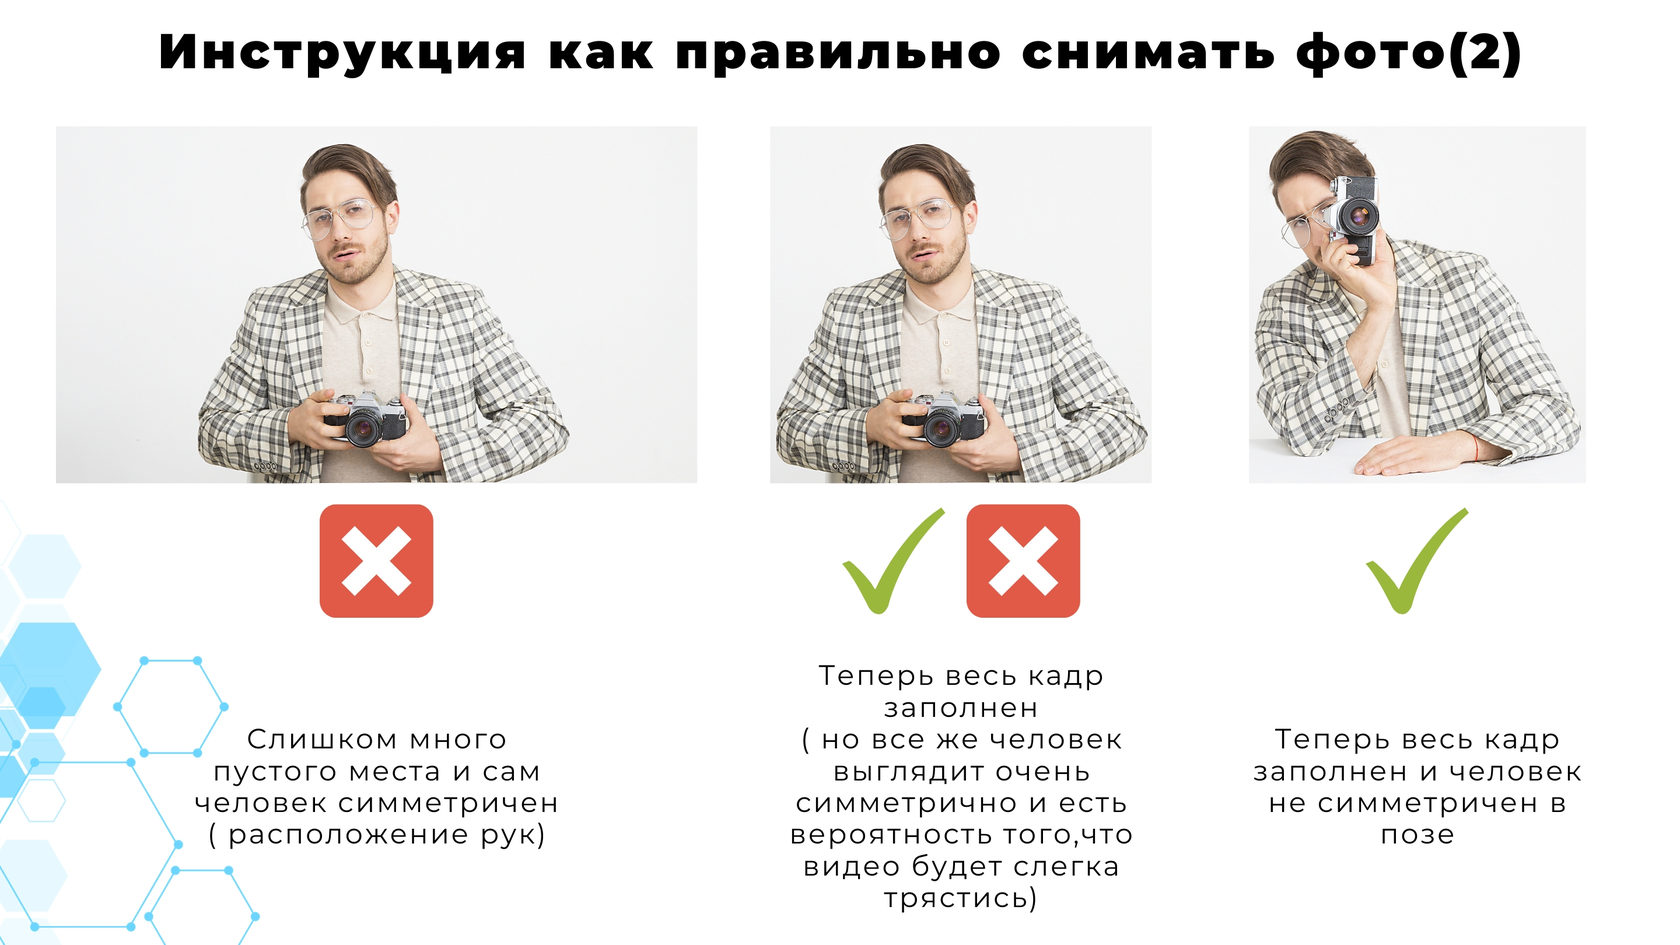 Инструкция как правильно снимать фото(2)
Слишком много
пустого места и сам
человек симметричен
( расположение рук)
Теперь весь кадр
заполнен
( но все же человек
выглядит очень
симметрично и есть
вероятность того,что
видео будет слегка
трястись)
Теперь весь кадр
заполнен и человек
не симметричен в
позе